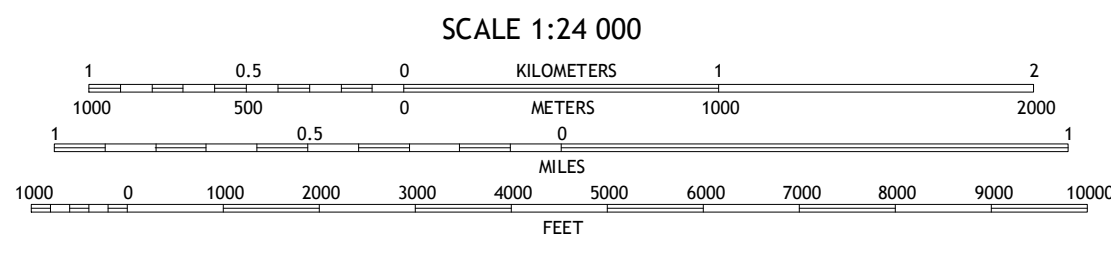 SCALE 1:24 000
1 0.5 0 KILOMETERS 1 2
1000 500 0 METERS 1000 2000
1 0.5 0 1
MILES
1000 0 1000 2000 3000 4000 5000 6000 7000 8000 9000 10000
FEET